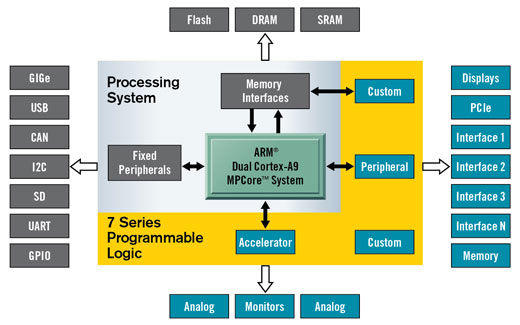 Flash
DRAM
SRAM
GIGe
USB
CAN
I2C
SD
UART
GPIO
Processing
System
Memory
Interfaces
Custom
Fixed
Peripherals
ARM®
Dual Cortex-A9
MPCore™ System
Peripheral
7 Series
Programmable
Logic
Accelerator
Custom
Displays
PCIe
Interface 1
Interface 2
Interface 3
Interface N
Memory
Analog
Monitors
Analog